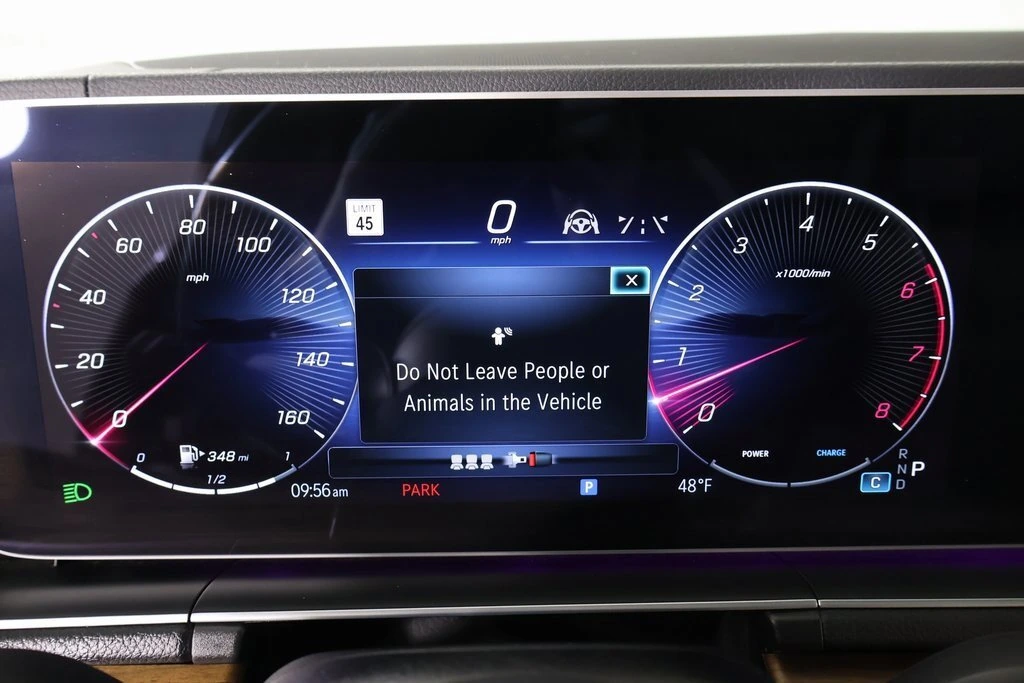 80
60
100
mph
40
120
20
140
0
160
0
348 mi
1
1/2
LIMIT
45
0
mph
X
Do Not Leave People or
Animals in the Vehicle
09:56 am
PARK
P
48°F
4
3
5
x1000/min
2
6
1
7
0
8
POWER
CHARGE
R
N
D
P
C